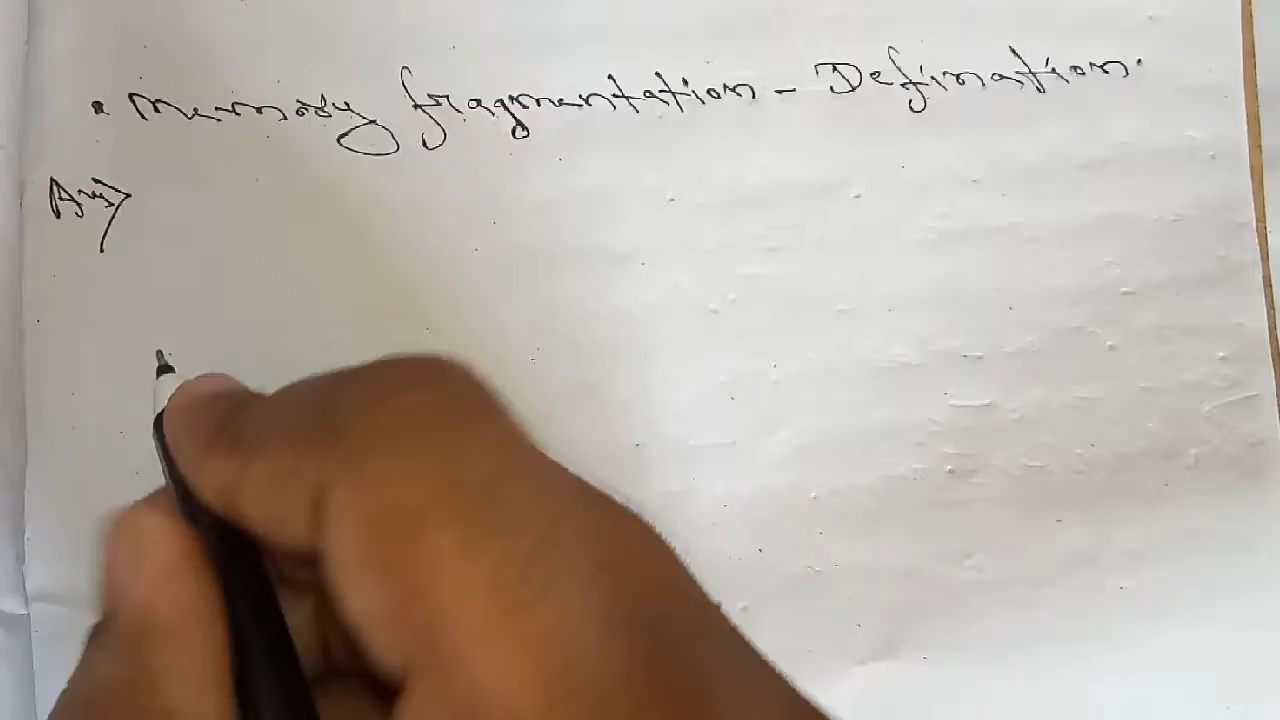 • Memory fragmentation - Defination.
Ans)